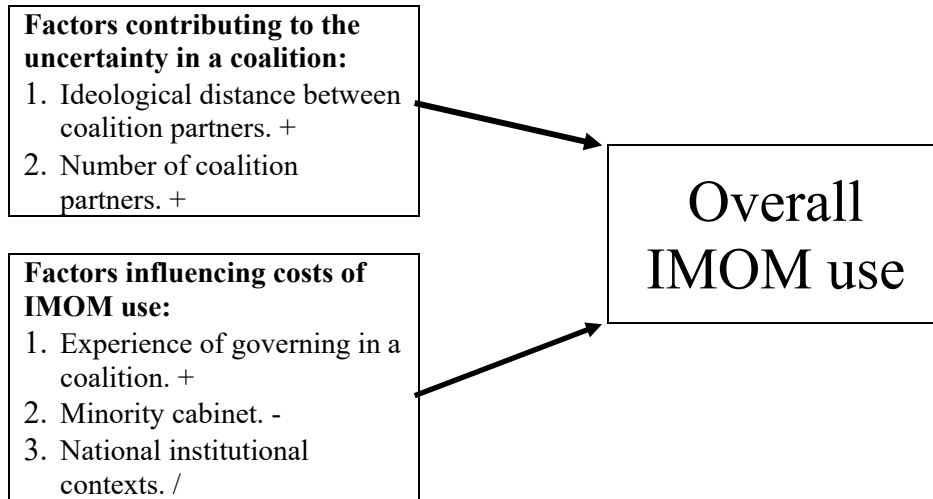 Factors contributing to the
uncertainty in a coalition:
1. Ideological distance between
coalition partners. +
2. Number of coalition
partners. +
Overall
IMOM use
Factors influencing costs of
IMOM use:
1. Experience of governing in a
coalition. +
2. Minority cabinet. -
3. National institutional
contexts. /